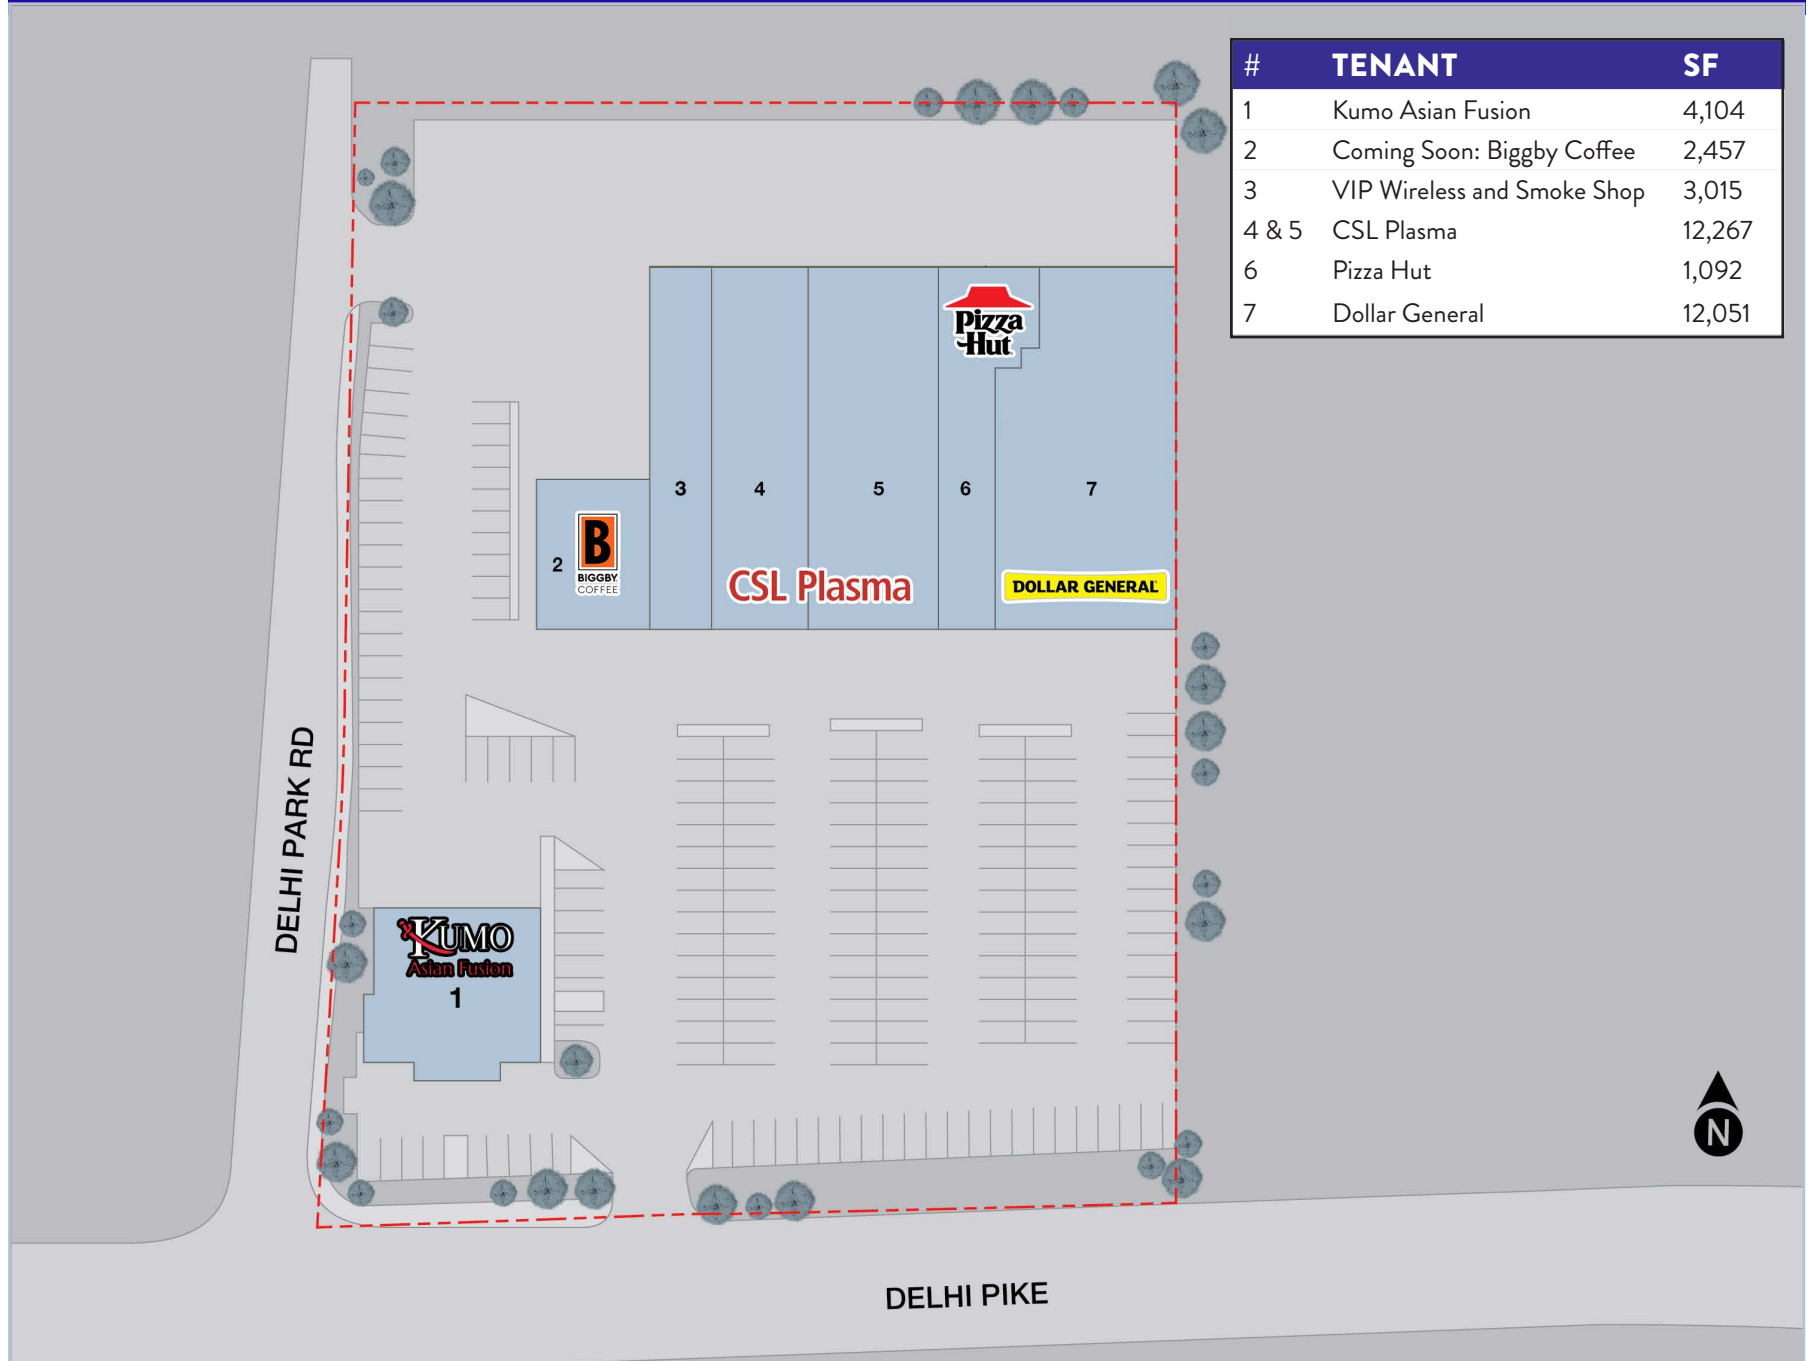 # TENANT SF
1 Kumo Asian Fusion 4,104
2 Coming Soon: Biggby Coffee 2,457
3 VIP Wireless and Smoke Shop 3,015
4 & 5 CSL Plasma 12,267
6 Pizza Hut 1,092
7 Dollar General 12,051
Pizza
Hut
3 4 5 6 7
2
B
BIGGBY
COFFEE
CSL Plasma
DOLLAR GENERAL
DELHI PARK RD
KUMO
Asian Fusion
1
N
DELHI PIKE